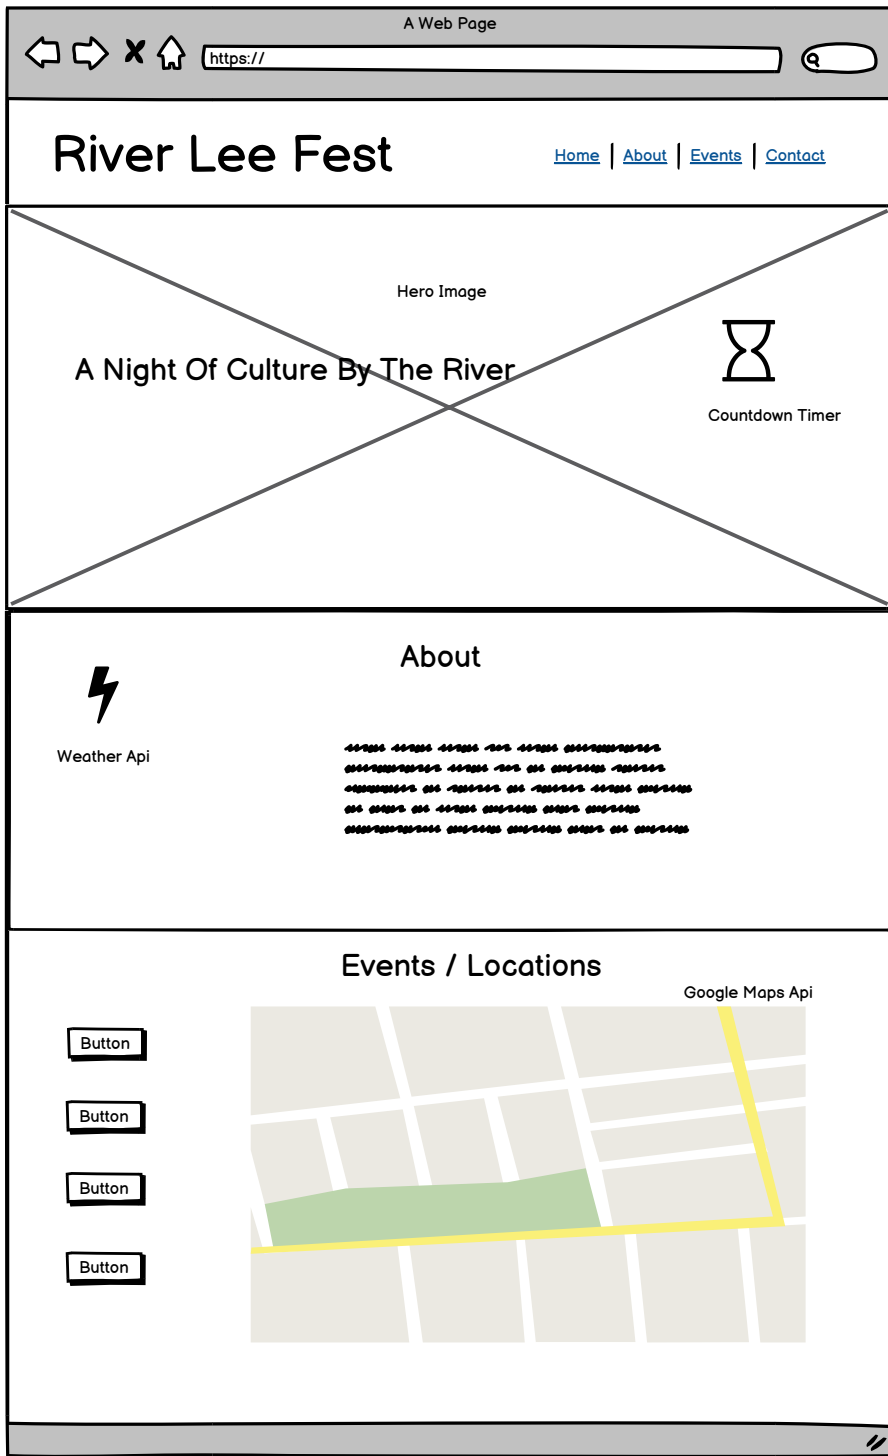 A Web Page
https://
River Lee Fest
Home | About | Events | Contact
Hero Image
A Night Of Culture By The River
Countdown Timer
About
Weather Api
Events / Locations
Google Maps Api
Button
Button
Button
Button